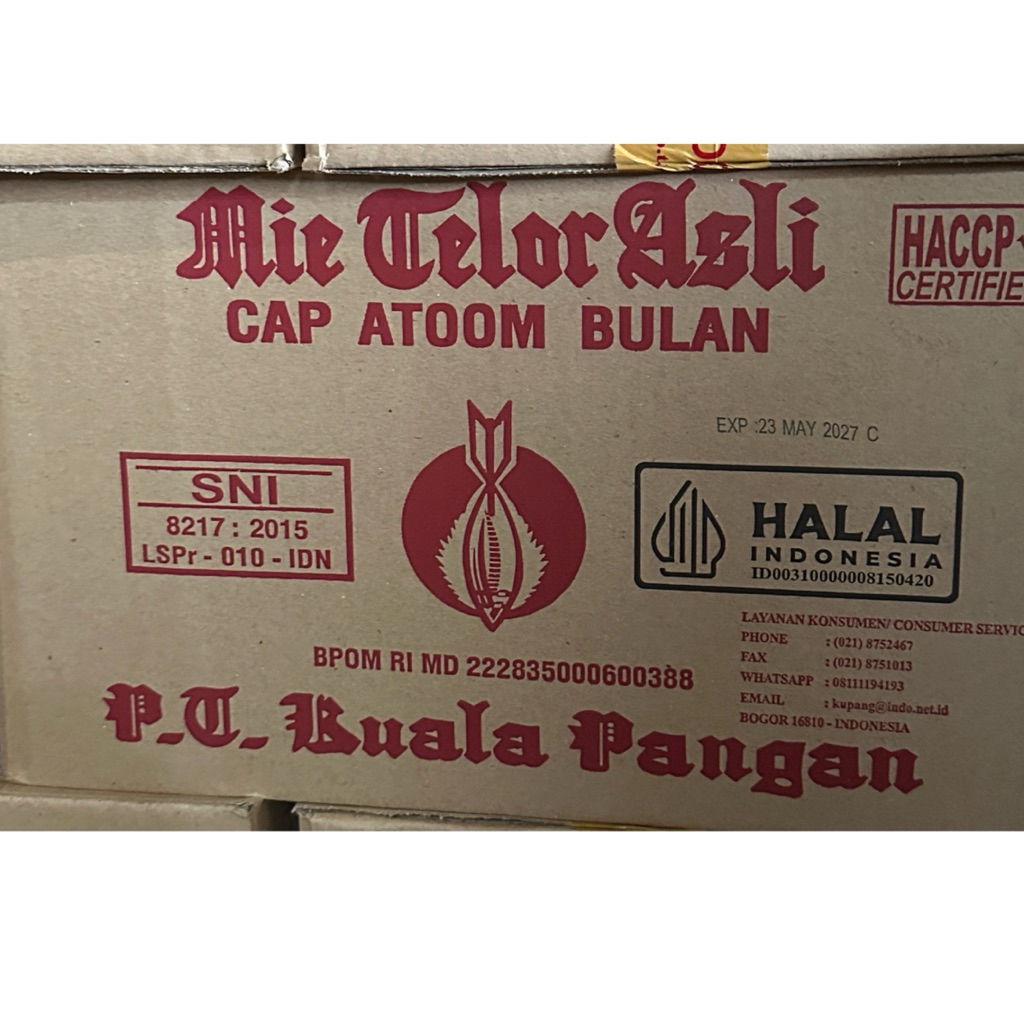 Mie Telor Asli
CAP ATOOM BULAN
HACCP
CERTIFIE
EXP :23 MAY 2027 C
SNI
8217 : 2015
LSPr - 010 - IDN
HALAL
INDONESIA
ID00310000008150420
LAYANAN KONSUMEN/ CONSUMER SERVIC
PHONE : (021) 8752467
FAX : (021) 8751013
WHATSAPP : 08111194193
EMAIL : kupang@indo.net.id
BOGOR 16810 - INDONESIA
BPOM RI MD 222835000600388
P.T. Kuala Pangan